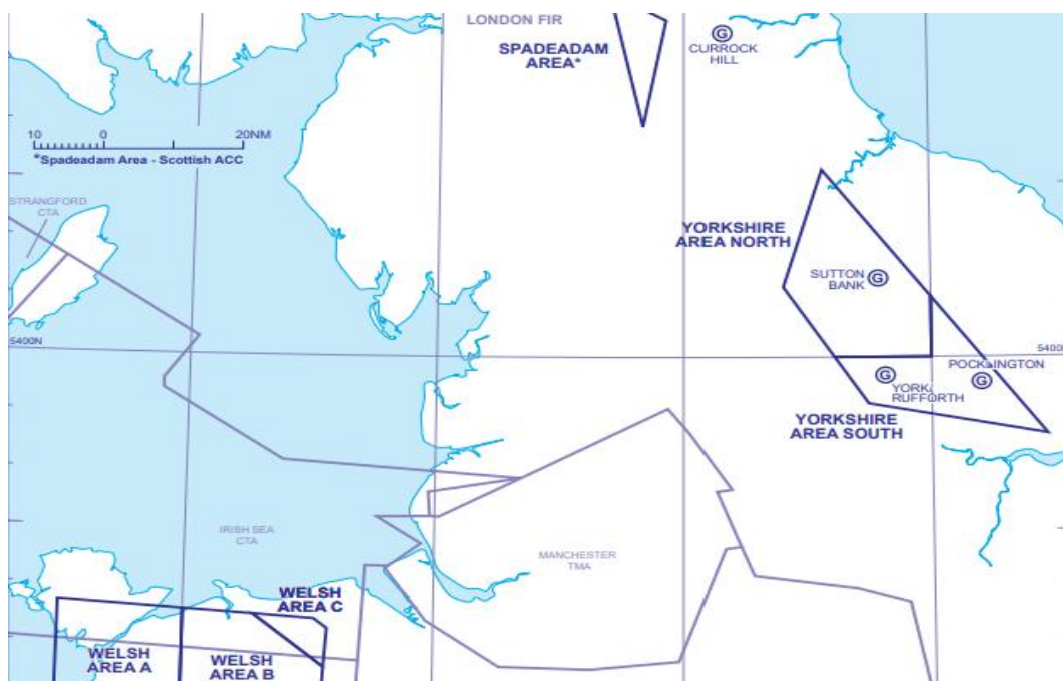 LONDON FIR
SPADEADAM
AREA*
G
CURROCK
HILL
10 0 20NM
*Spadeadam Area - Scottish ACC
STRANGFORD
CTA
YORKSHIRE
AREA NORTH
SUTTON
BANK
G
5400N
5400
POCKLINGTON
G
G
YORK/
RUFFORTH
YORKSHIRE
AREA SOUTH
IRISH SEA
CTA
MANCHESTER
TMA
WELSH
AREA C
WELSH
AREA A
WELSH
AREA B